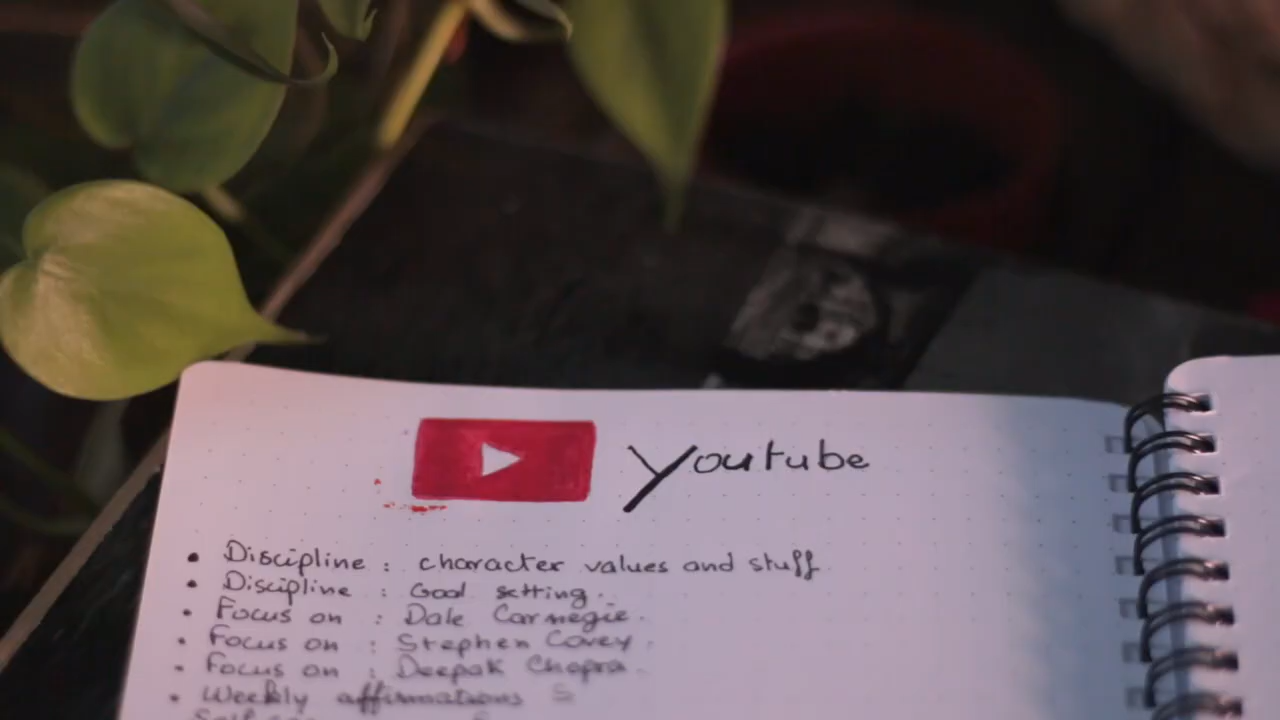 Youtube
• Discipline : character values and stuff
• Discipline : Goal setting.
• Focus on : Dale Carnegie.
• Focus on : Stephen Covey.
• Focus on : Deepak Chopra.
• Weekly affirmations